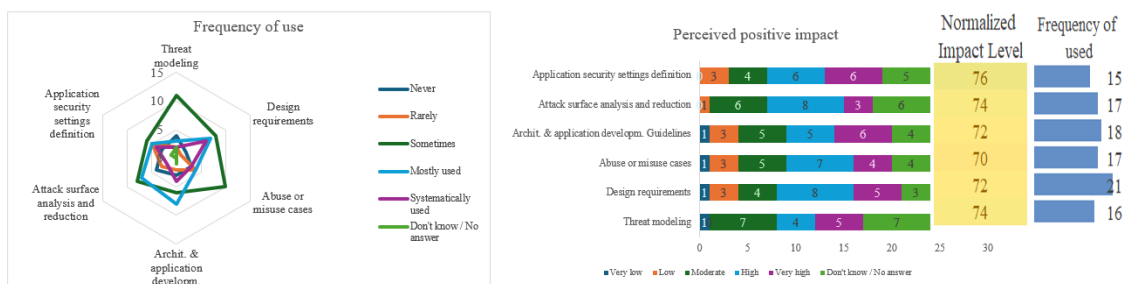 Frequency of use
Threat
modeling
15
10
5
Design
requirements
Abuse or
misuse cases
Archit. &
application
developm.
Attack surface
analysis and
reduction
Application
security
settings
definition
Never
Rarely
Sometimes
Mostly used
Systematically
used
Don't know / No
answer
Perceived positive impact
Normalized
Impact Level
Frequency of
used
Application security settings definition 0 3 4 6 6 5 76 15
Attack surface analysis and reduction 0 1 6 8 3 6 74 17
Archit. & application developm. Guidelines 1 3 5 5 6 4 72 18
Abuse or misuse cases 1 3 5 7 4 4 70 17
Design requirements 1 3 4 8 5 3 72 21
Threat modeling 1 7 4 5 7 74 16
0 5 10 15 20 25 30
Very low Low Moderate High Very high Don't know / No answer